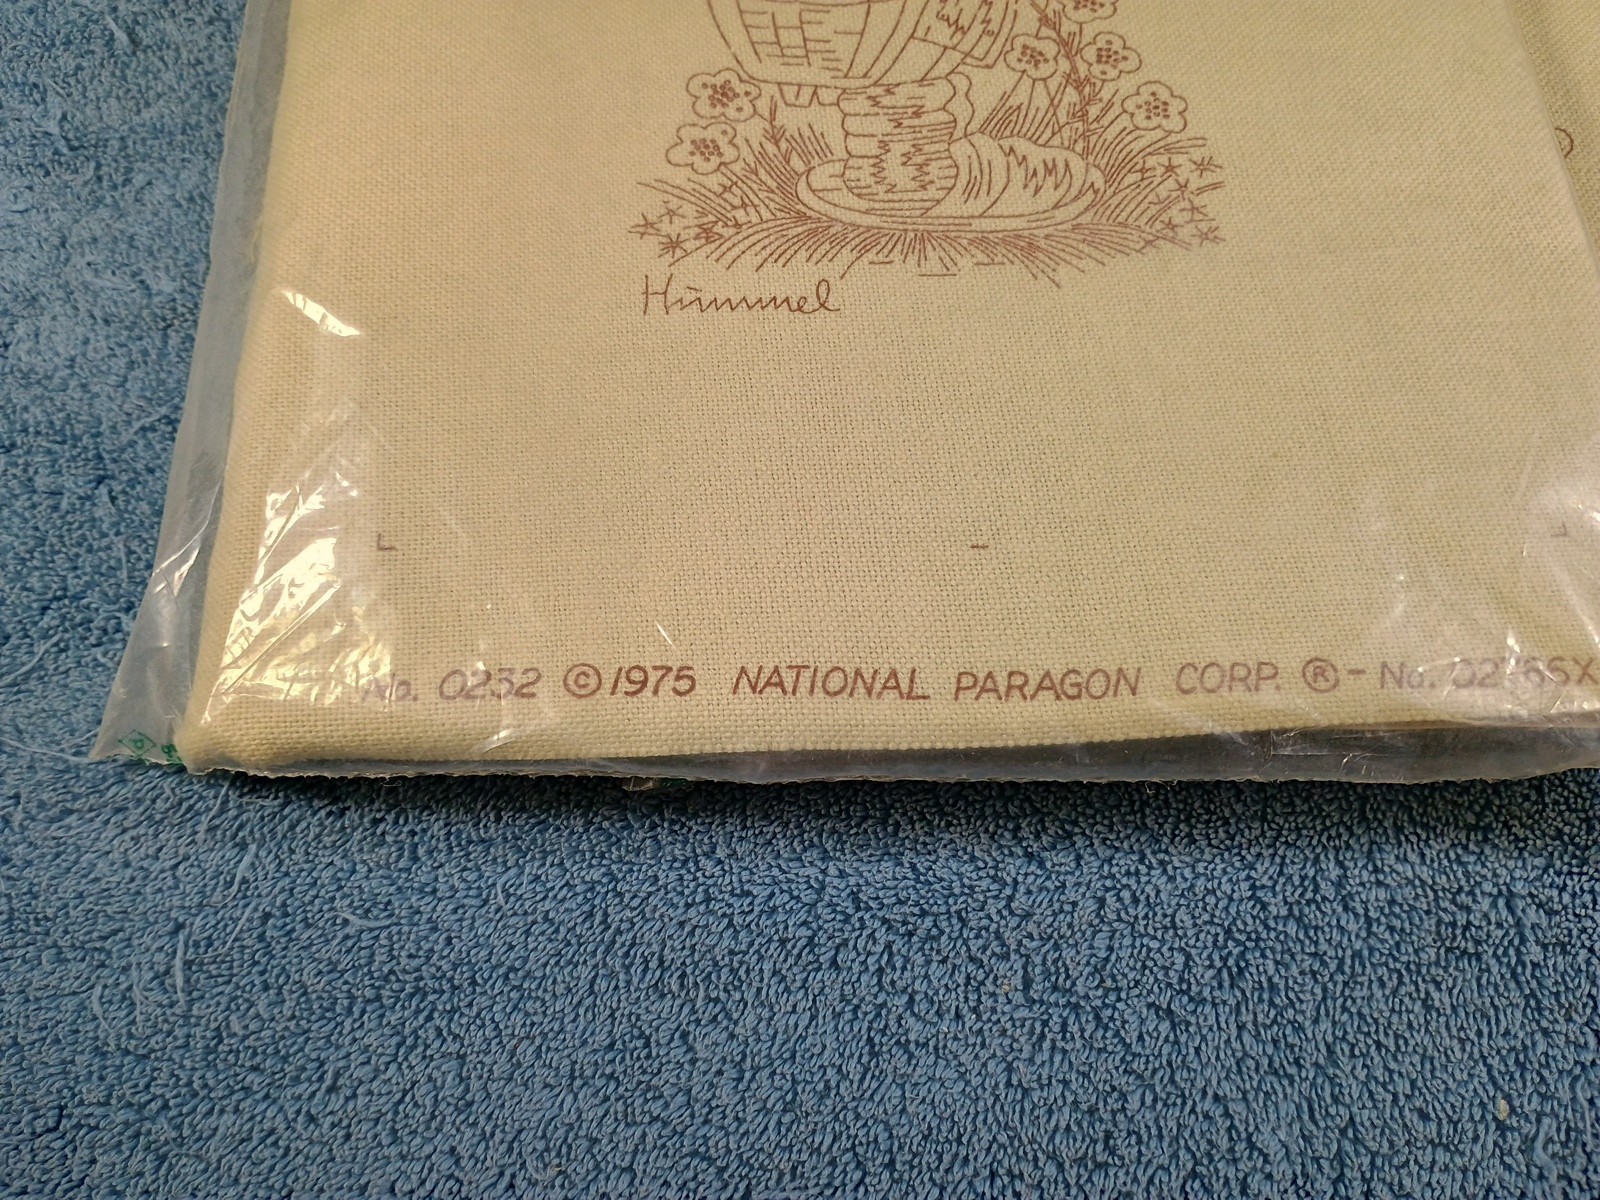 Hummel
No. 0232 ©1975 NATIONAL PARAGON CORP. ® - No.